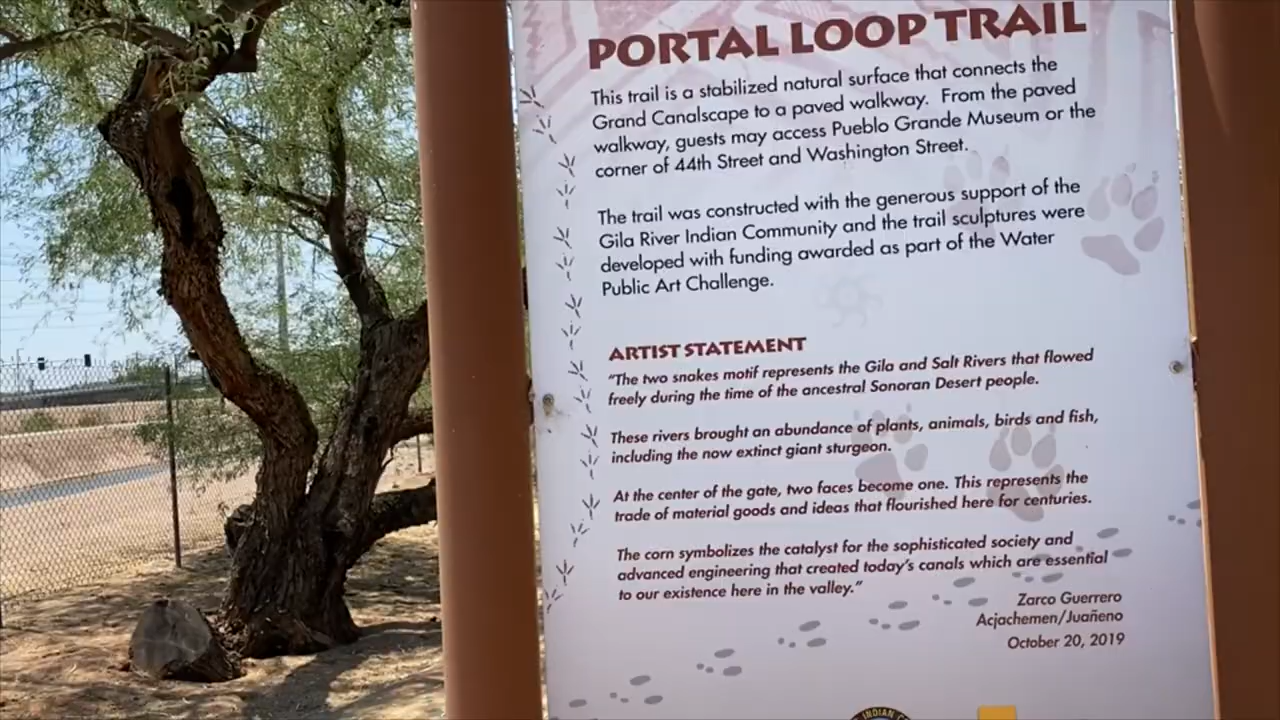 PORTAL LOOP TRAIL
This trail is a stabilized natural surface that connects the
Grand Canalscape to a paved walkway. From the paved
walkway, guests may access Pueblo Grande Museum or the
corner of 44th Street and Washington Street.
The trail was constructed with the generous support of the
Gila River Indian Community and the trail sculptures were
developed with funding awarded as part of the Water
Public Art Challenge.
ARTIST STATEMENT
“The two snakes motif represents the Gila and Salt Rivers that flowed
freely during the time of the ancestral Sonoran Desert people.
These rivers brought an abundance of plants, animals, birds and fish,
including the now extinct giant sturgeon.
At the center of the gate, two faces become one. This represents the
trade of material goods and ideas that flourished here for centuries.
The corn symbolizes the catalyst for the sophisticated society and
advanced engineering that created today’s canals which are essential
to our existence here in the valley.”
Zarco Guerrero
Acjachemen/Juañeno
October 20, 2019
INDIAN